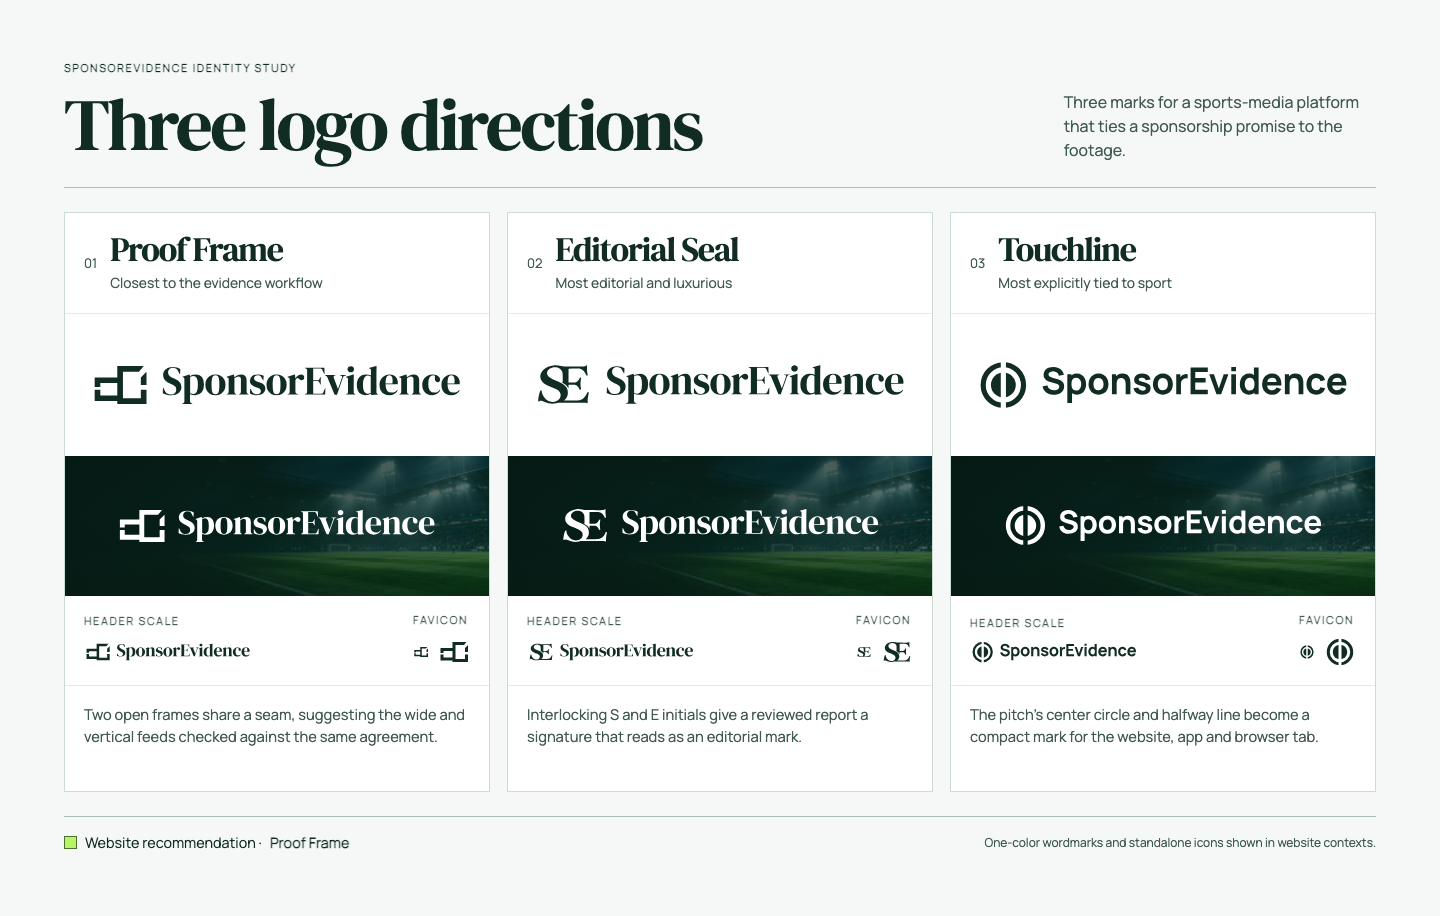 SPONSOREVIDENCE IDENTITY STUDY
Three logo directions
Three marks for a sports-media platform
that ties a sponsorship promise to the
footage.
01
Proof Frame
Closest to the evidence workflow
SponsorEvidence
SponsorEvidence
HEADER SCALE
FAVICON
SponsorEvidence
Two open frames share a seam, suggesting the wide and
vertical feeds checked against the same agreement.
02
Editorial Seal
Most editorial and luxurious
SE SponsorEvidence
SE SponsorEvidence
HEADER SCALE
FAVICON
SE SponsorEvidence
SE SE
Interlocking S and E initials give a reviewed report a
signature that reads as an editorial mark.
03
Touchline
Most explicitly tied to sport
SponsorEvidence
SponsorEvidence
HEADER SCALE
FAVICON
SponsorEvidence
The pitch's center circle and halfway line become a
compact mark for the website, app and browser tab.
Website recommendation · Proof Frame
One-color wordmarks and standalone icons shown in website contexts.